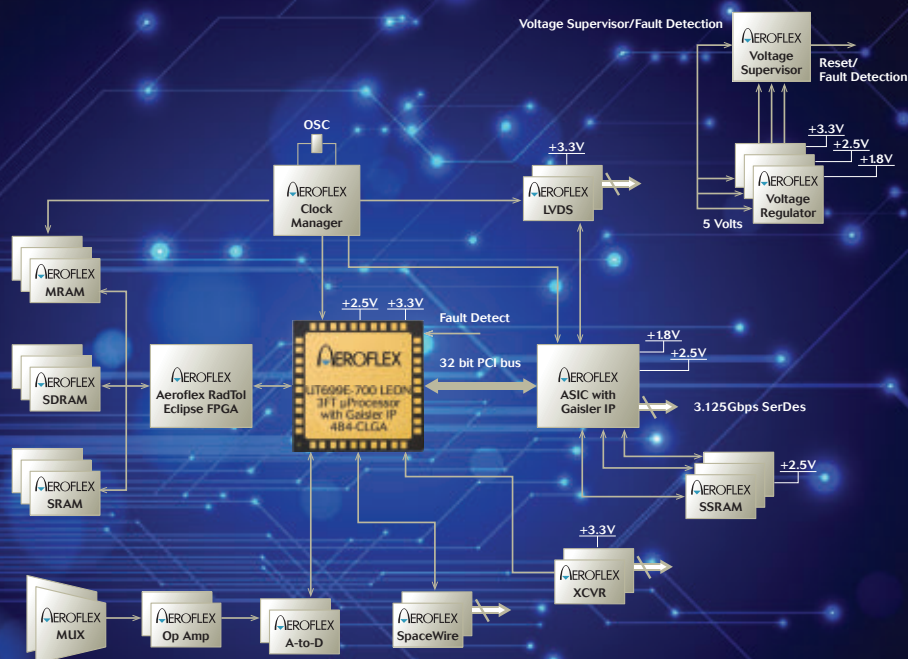 Voltage Supervisor/Fault Detection
AEROFLEX
Voltage
Supervisor
Reset/
Fault Detection
+3.3V
+2.5V
+1.8V
AEROFLEX
Voltage
Regulator
5 Volts
OSC
AEROFLEX
Clock
Manager
+3.3V
AEROFLEX
LVDS
AEROFLEX
MRAM
+2.5V
+3.3V
Fault Detect
AEROFLEX
UT699E-700 LEON
3FT µProcessor
with Gaisler IP
484-CLGA
32 bit PCI bus
+1.8V
+2.5V
AEROFLEX
ASIC with
Gaisler IP
3.125Gbps SerDes
AEROFLEX
SDRAM
AEROFLEX
Aeroflex RadTol
Eclipse FPGA
AEROFLEX
SRAM
+2.5V
AEROFLEX
SSRAM
+3.3V
AEROFLEX
XCVR
AEROFLEX
MUX
AEROFLEX
Op Amp
AEROFLEX
A-to-D
AEROFLEX
SpaceWire